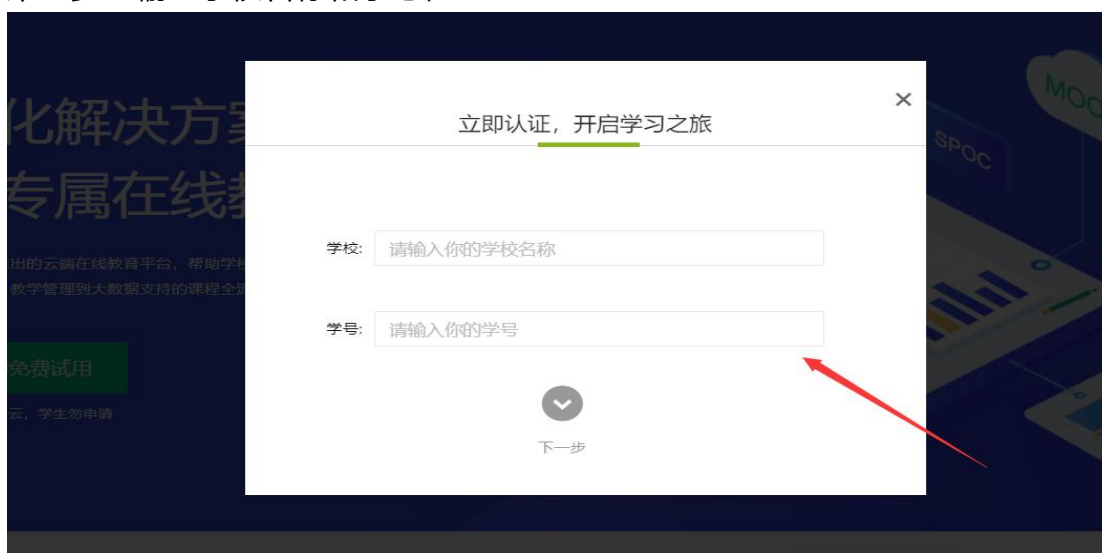 化解决方案
专属在线教
立即认证，开启学习之旅
MOC
SPOC
学校:
请输入你的学校名称
出的云端在线教育平台，帮助学校
教学管理到大数据支持的课程全流
学号:
请输入你的学号
免费试用
云，学生勿申请
下一步